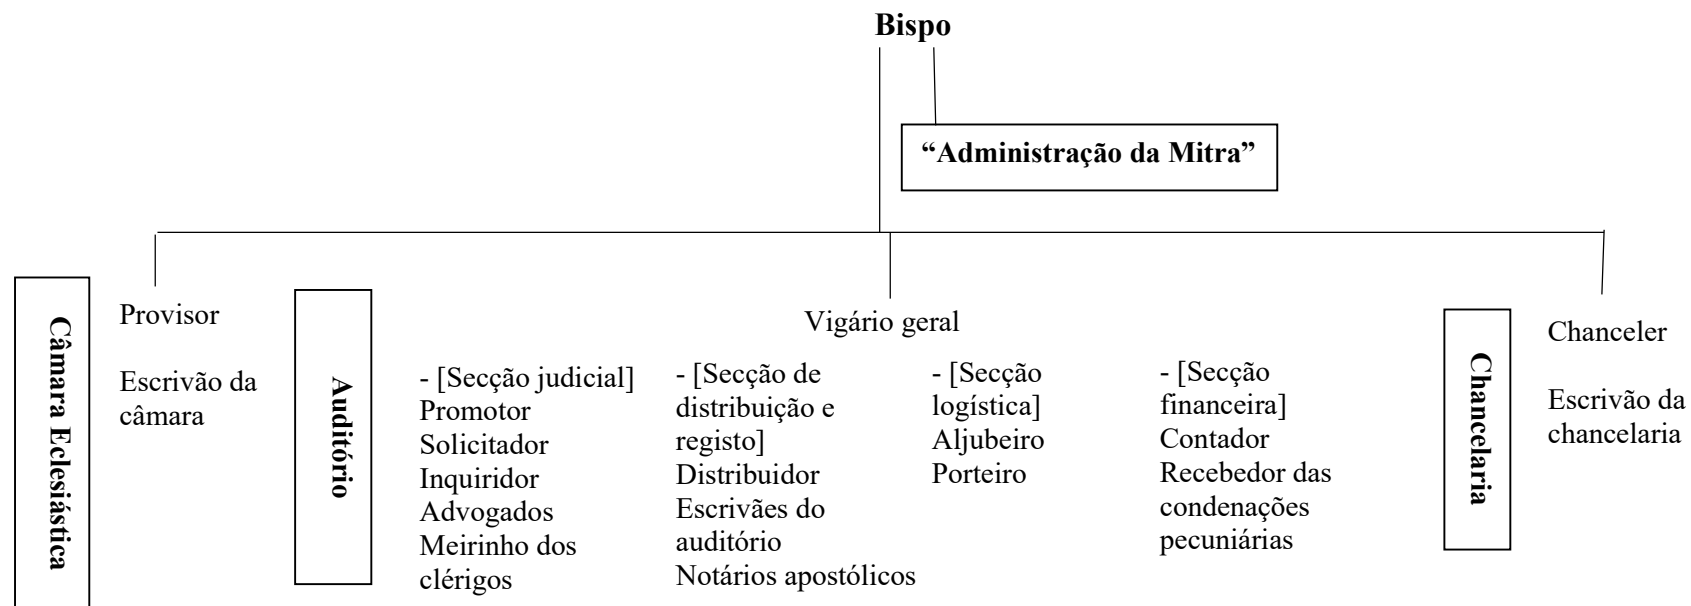 Bispo
“Administração da Mitra”
Câmara Eclesiástica
Provisor
Escrivão da
câmara
Auditório
Vigário geral
- [Secção judicial]
Promotor
Solicitador
Inquiridor
Advogados
Meirinho dos
clérigos
- [Secção de
distribuição e
registo]
Distribuidor
Escrivães do
auditório
Notários apostólicos
- [Secção
logística]
Aljubeiro
Porteiro
- [Secção
financeira]
Contador
Recebedor das
condenações
pecuniárias
Chancelaria
Chanceler
Escrivão da
chancelaria